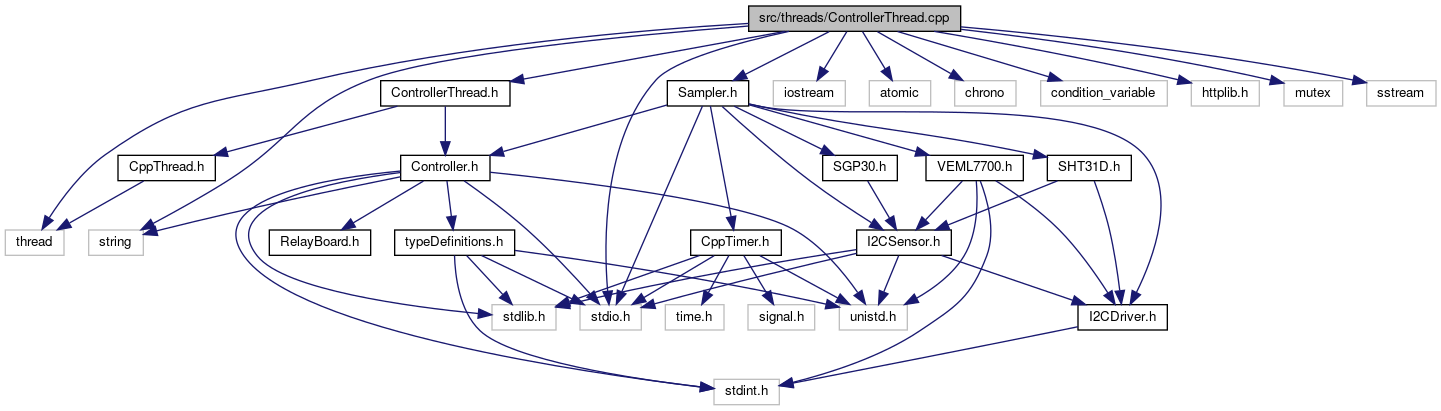 src/threads/ControllerThread.cpp
ControllerThread.h
Sampler.h
iostream
atomic
chrono
condition_variable
httplib.h
mutex
sstream
CppThread.h
Controller.h
SGP30.h
VEML7700.h
SHT31D.h
thread
string
RelayBoard.h
typeDefinitions.h
CppTimer.h
I2CSensor.h
stdlib.h
stdio.h
time.h
signal.h
unistd.h
I2CDriver.h
stdint.h